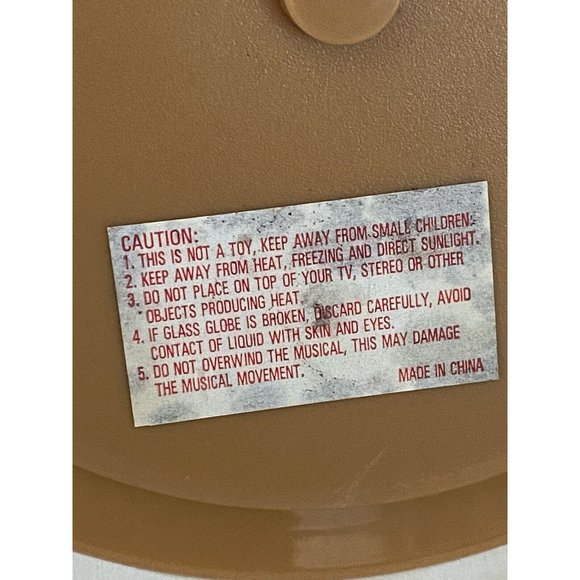 CAUTION:
1. THIS IS NOT A TOY, KEEP AWAY FROM SMALL CHILDREN.
2. KEEP AWAY FROM HEAT, FREEZING AND DIRECT SUNLIGHT.
3. DO NOT PLACE ON TOP OF YOUR TV, STEREO OR OTHER
OBJECTS PRODUCING HEAT.
4. IF GLASS GLOBE IS BROKEN, DISCARD CAREFULLY, AVOID
CONTACT OF LIQUID WITH SKIN AND EYES.
5. DO NOT OVERWIND THE MUSICAL, THIS MAY DAMAGE
THE MUSICAL MOVEMENT. MADE IN CHINA